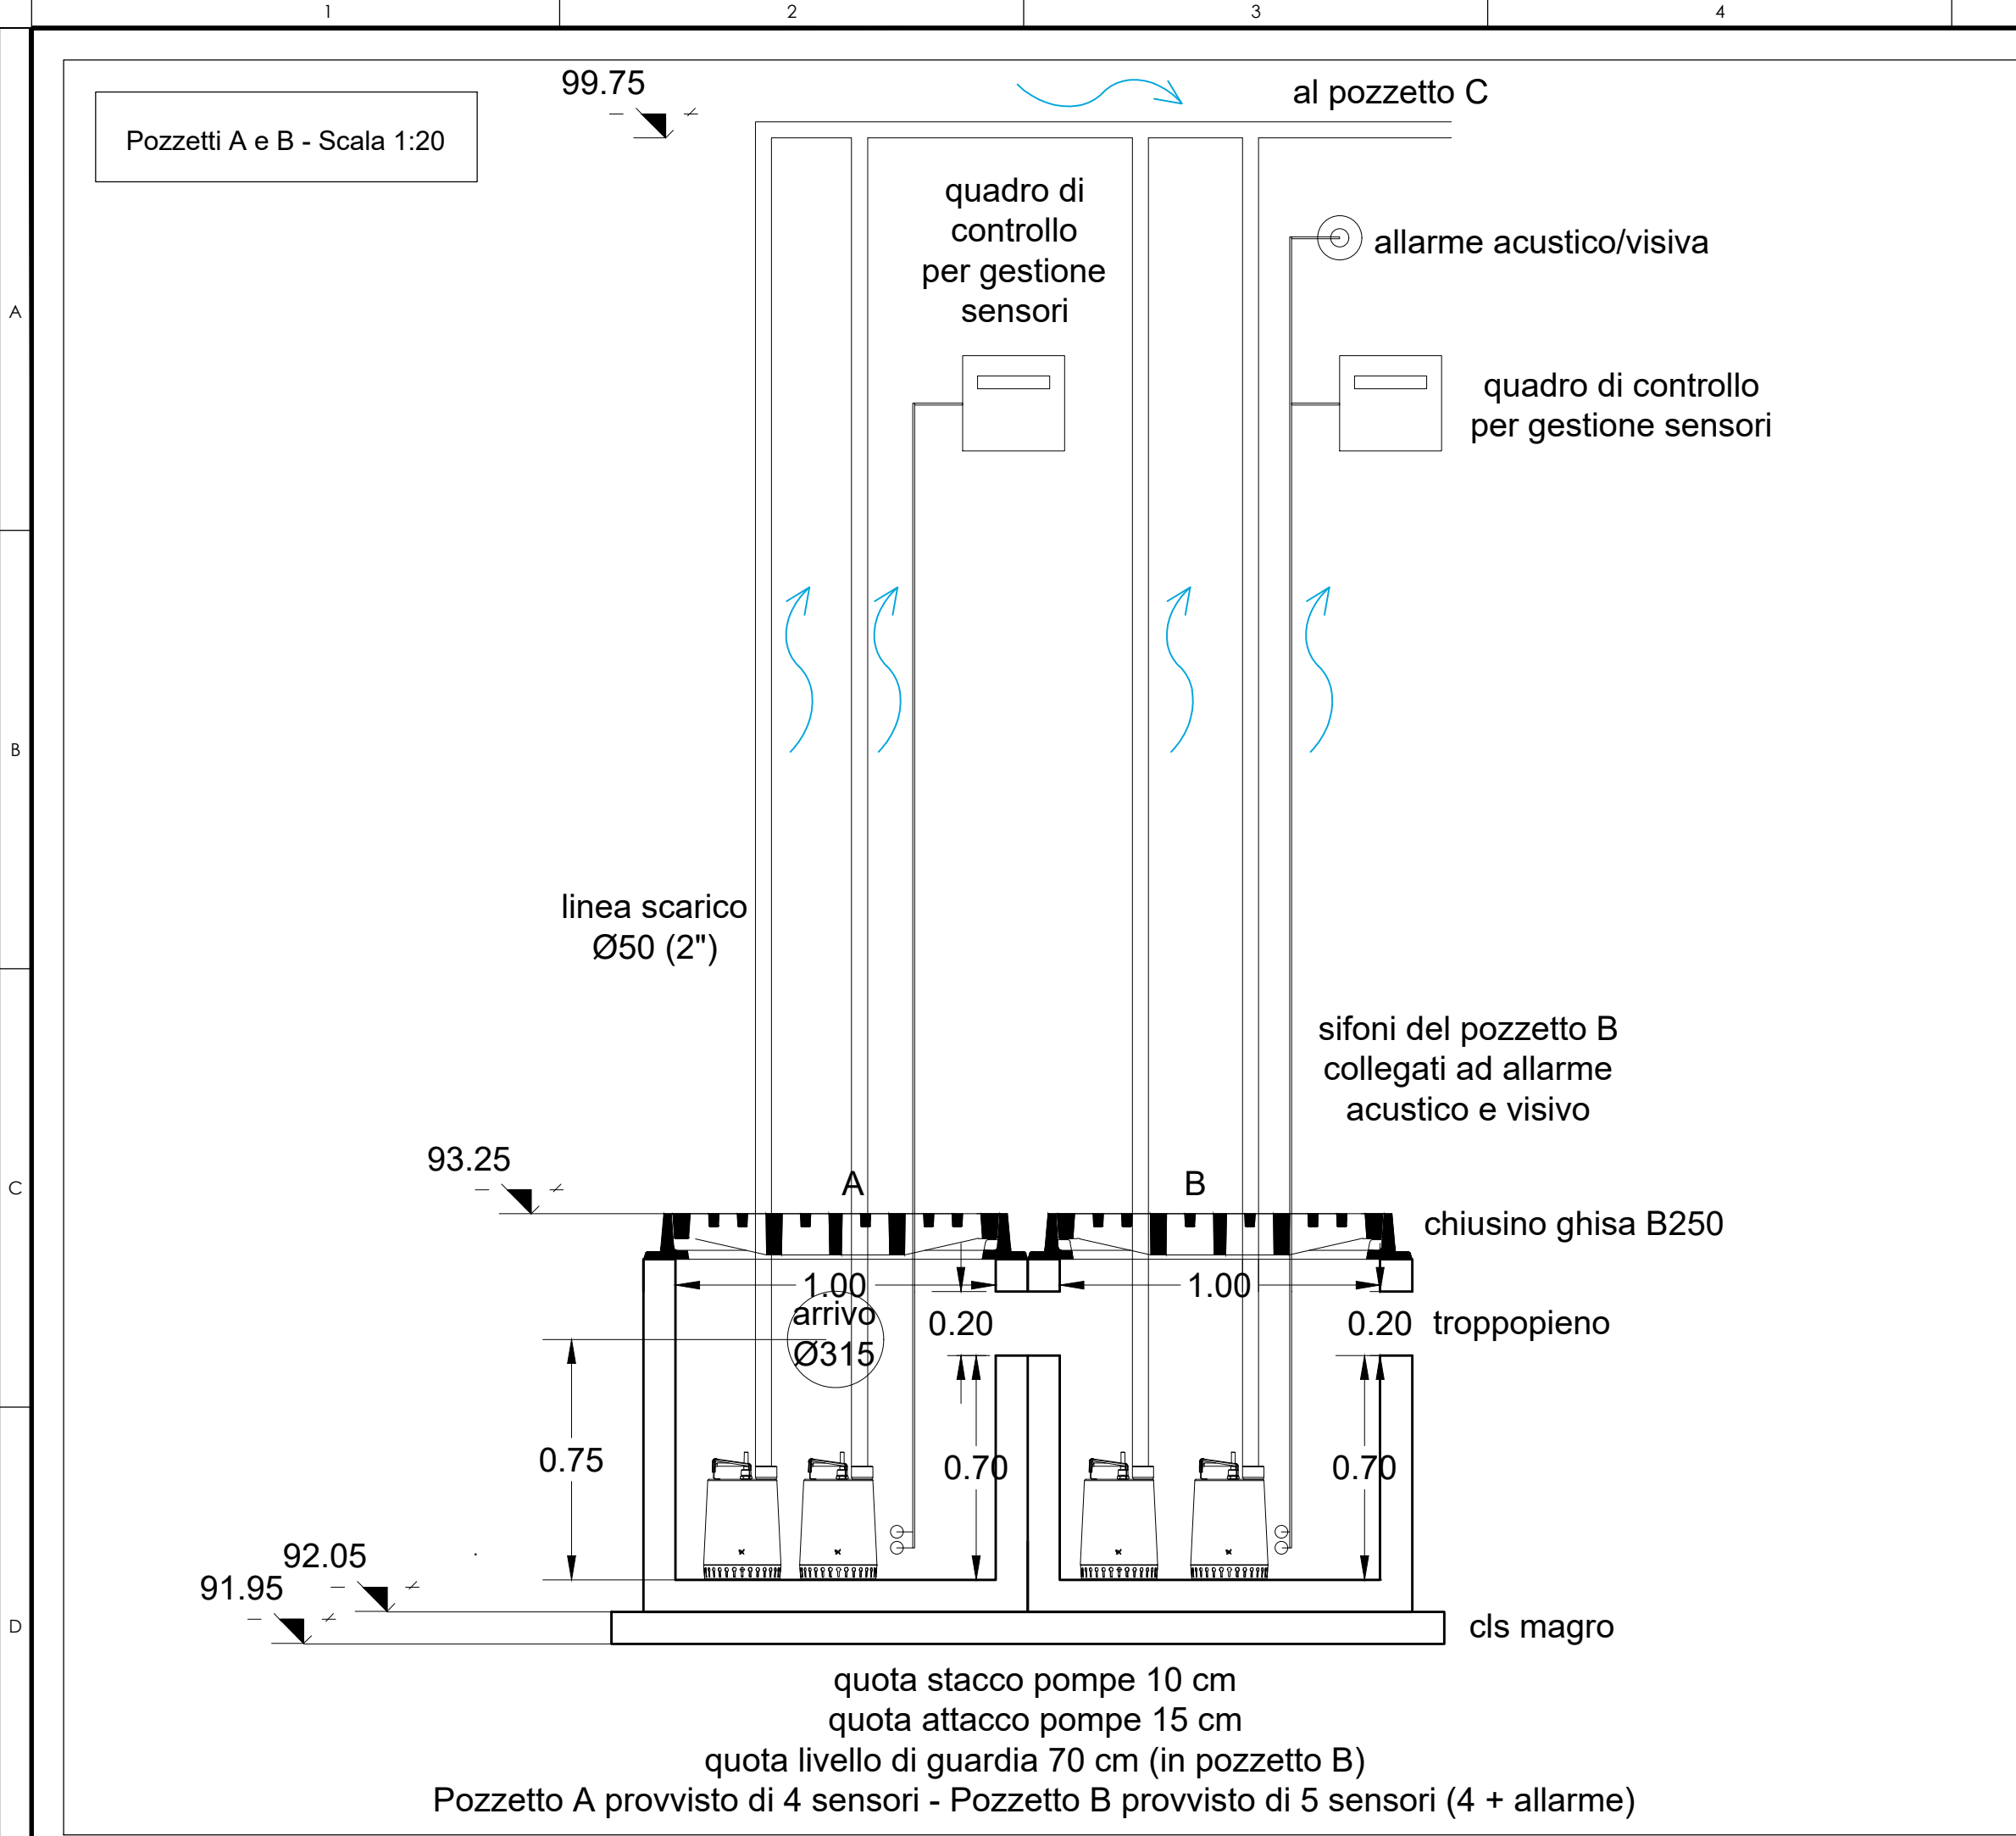 1
2
3
4
99.75
al pozzetto C
Pozzetti A e B - Scala 1:20
quadro di
controllo
per gestione
sensori
allarme acustico/visiva
A
quadro di controllo
per gestione sensori
B
linea scarico
Ø50 (2")
sifoni del pozzetto B
collegati ad allarme
acustico e visivo
93.25
A
B
C
chiusino ghisa B250
1.00
1.00
arrivo
Ø315
0.20
0.20
troppopieno
0.75
0.70
0.70
92.05
91.95
D
cls magro
quota stacco pompe 10 cm
quota attacco pompe 15 cm
quota livello di guardia 70 cm (in pozzetto B)
Pozzetto A provvisto di 4 sensori - Pozzetto B provvisto di 5 sensori (4 + allarme)